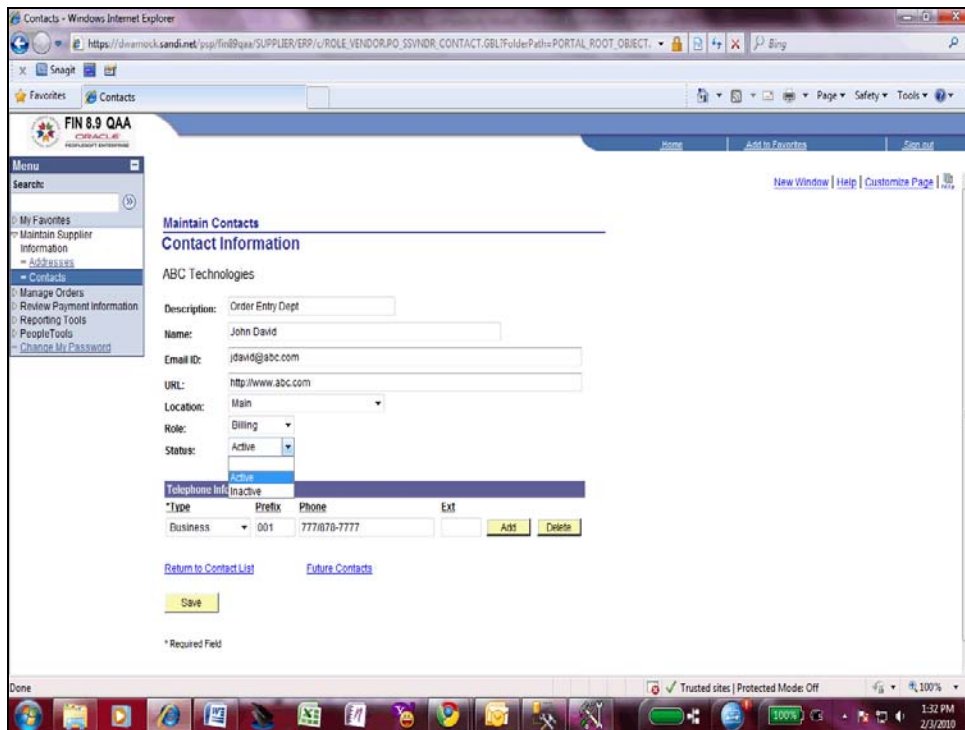 Contacts - Windows Internet Explorer
https://dwarnock.sandi.net/psp/fin89qaa/SUPPLIER/ERP/c/ROLE_VENDOR.PO_SSVNDR_CONTACT.GBL?FolderPath=PORTAL_ROOT_OBJECT.
Bing
x Snagit
Favorites Contacts
Page Safety Tools
FIN 8.9 QAA
ORACLE
PEOPLESOFT ENTERPRISE
Home Add to Favorites Sign out
Menu
New Window | Help | Customize Page |
Search:
My Favorites
Maintain Supplier
Information
- Addresses
- Contacts
Manage Orders
Review Payment Information
Reporting Tools
PeopleTools
- Change My Password
Maintain Contacts
Contact Information
ABC Technologies
Description: Order Entry Dept
Name: John David
Email ID: jdavid@abc.com
URL: http://www.abc.com
Location: Main
Role: Billing
Status: Active
Active
Inactive
Telephone Inf
*Type Prefix Phone Ext
Business 001 777/878-7777 Add Delete
Return to Contact List Future Contacts
Save
* Required Field
Done Trusted sites | Protected Mode: Off 100%
100% 1:32 PM
2/3/2010